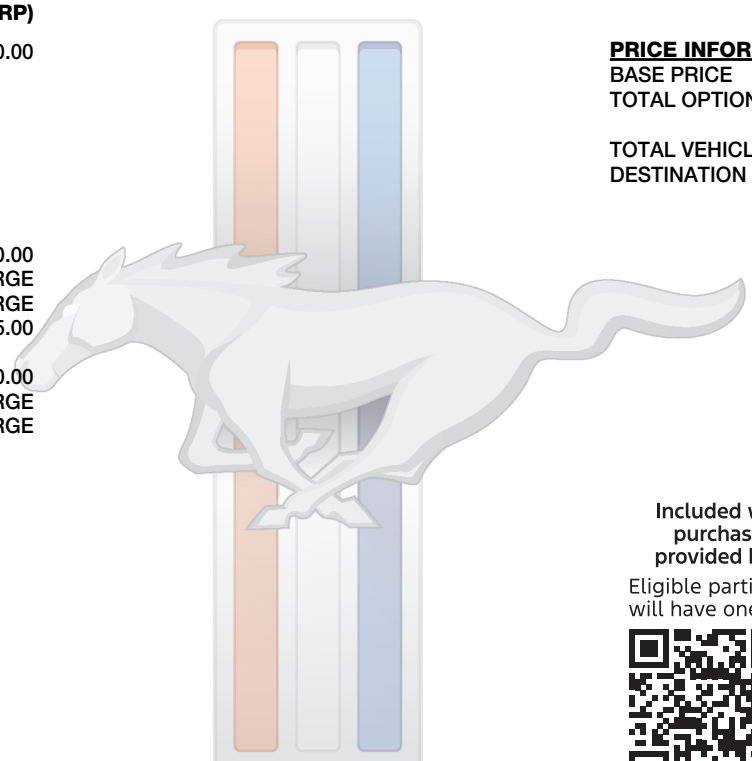 RP)
0.00
0.00
RGE
RGE
5.00
0.00
RGE
RGE
PRICE INFOR
BASE PRICE
TOTAL OPTION
TOTAL VEHICL
DESTINATION
Included w
purchas
provided b
Eligible parti
will have one